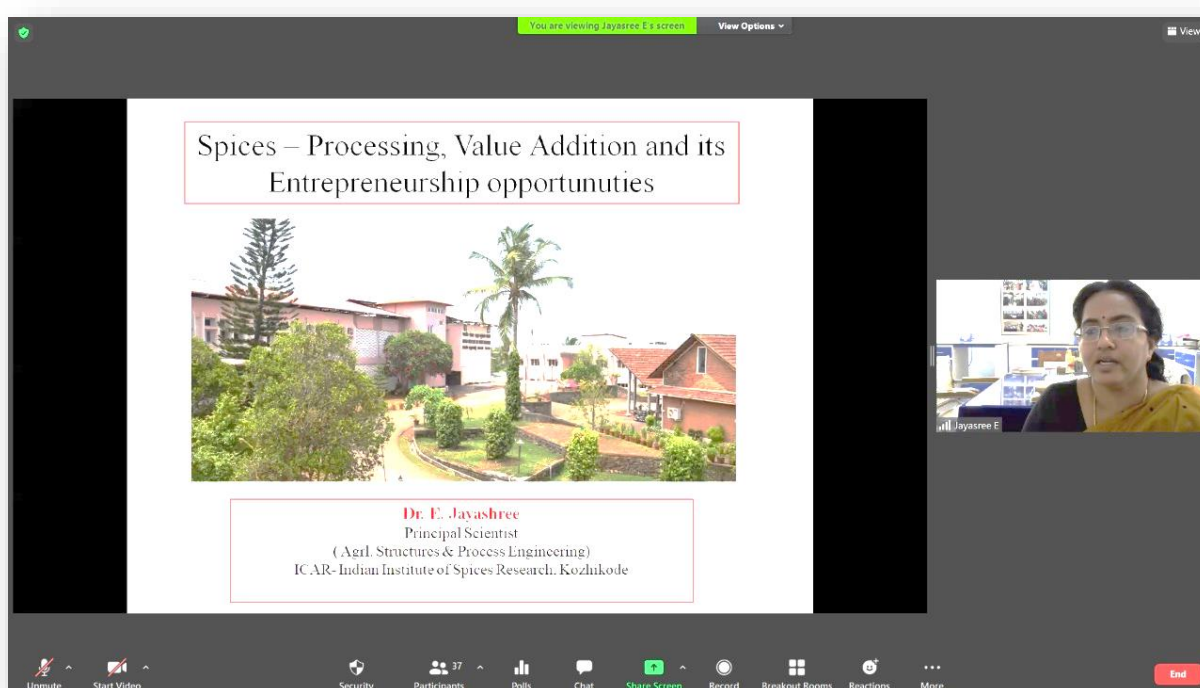 You are viewing Jayasree E's screen
View Options
View
Spices – Processing, Value Addition and its
Entrepreneurship opportunuties
Dr. E. Jayashree
Principal Scientist
( Agrl. Structures & Process Engineering)
ICAR- Indian Institute of Spices Research, Kozhikode
Jayasree E
Unmute
Start Video
Security
Participants
37
Polls
Chat
Share Screen
Record
Breakout Rooms
Reactions
More
End